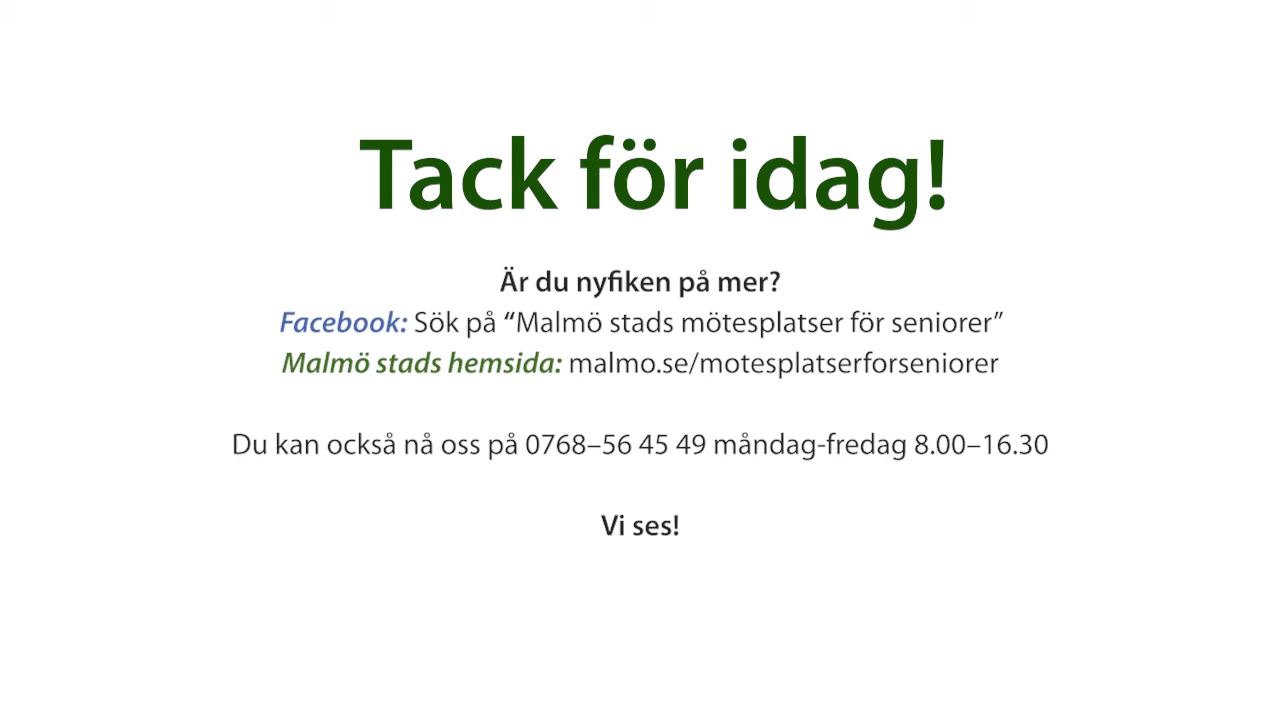 Tack för idag!
Är du nyfiken på mer?
Facebook: Sök på “Malmö stads mötesplatser för seniorer”
Malmö stads hemsida: malmo.se/motesplatserforseniorer
Du kan också nå oss på 0768–56 45 49 måndag-fredag 8.00–16.30
Vi ses!